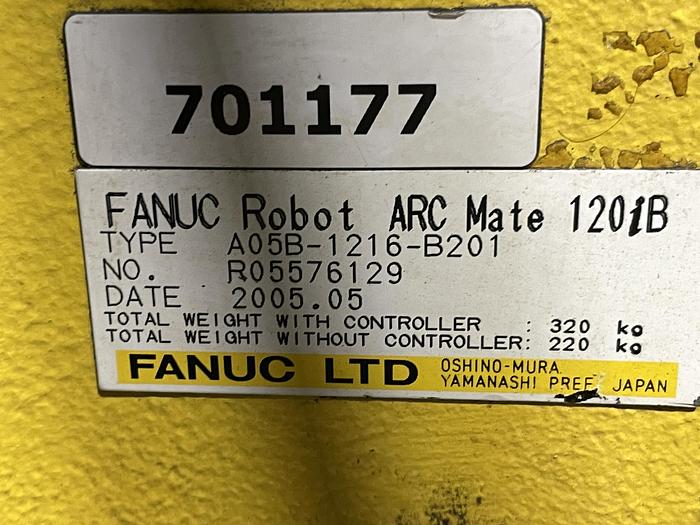 701177
FANUC Robot ARC Mate 120iB
TYPE A05B-1216-B201
NO. R05576129
DATE 2005.05
TOTAL WEIGHT WITH CONTROLLER : 320 kg
TOTAL WEIGHT WITHOUT CONTROLLER: 220 kg
FANUC LTD
OSHINO-MURA
YAMANASHI PREF JAPAN